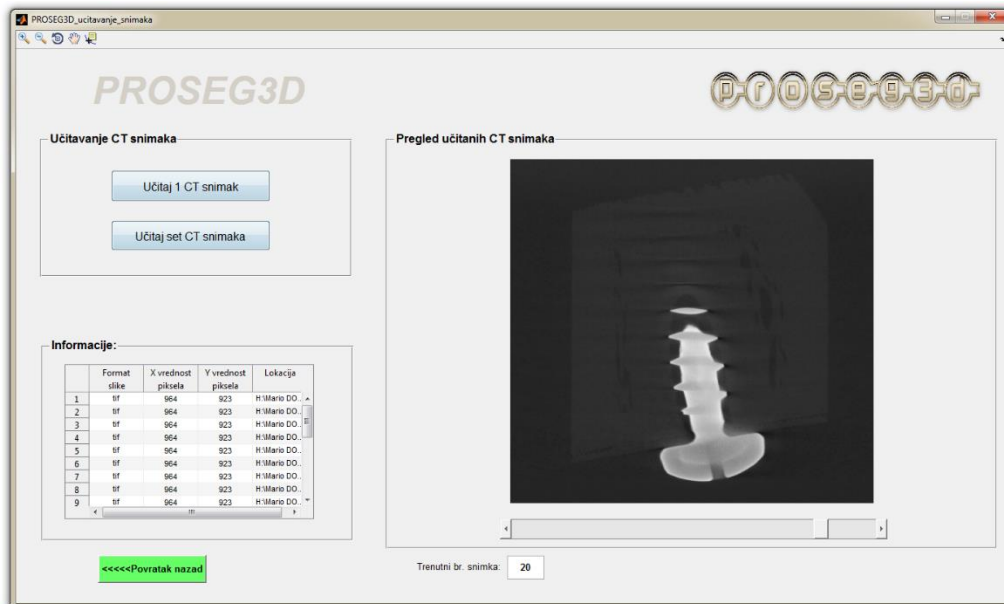 PROSEG3D_ucitavanje_snimaka
PROSEG3D
proseg3d
Učitavanje CT snimaka
Učitaj 1 CT snimak
Učitaj set CT snimaka
Pregled učitanih CT snimaka
Informacije:
Format slike X vrednost piksela Y vrednost piksela Lokacija
1 tif 964 923 H:\Mario DO..
2 tif 964 923 H:\Mario DO..
3 tif 964 923 H:\Mario DO..
4 tif 964 923 H:\Mario DO..
5 tif 964 923 H:\Mario DO..
6 tif 964 923 H:\Mario DO..
7 tif 964 923 H:\Mario DO..
8 tif 964 923 H:\Mario DO..
9 tif 964 923 H:\Mario DO..
<<<<<Povratak nazad
Trenutni br. snimka: 20